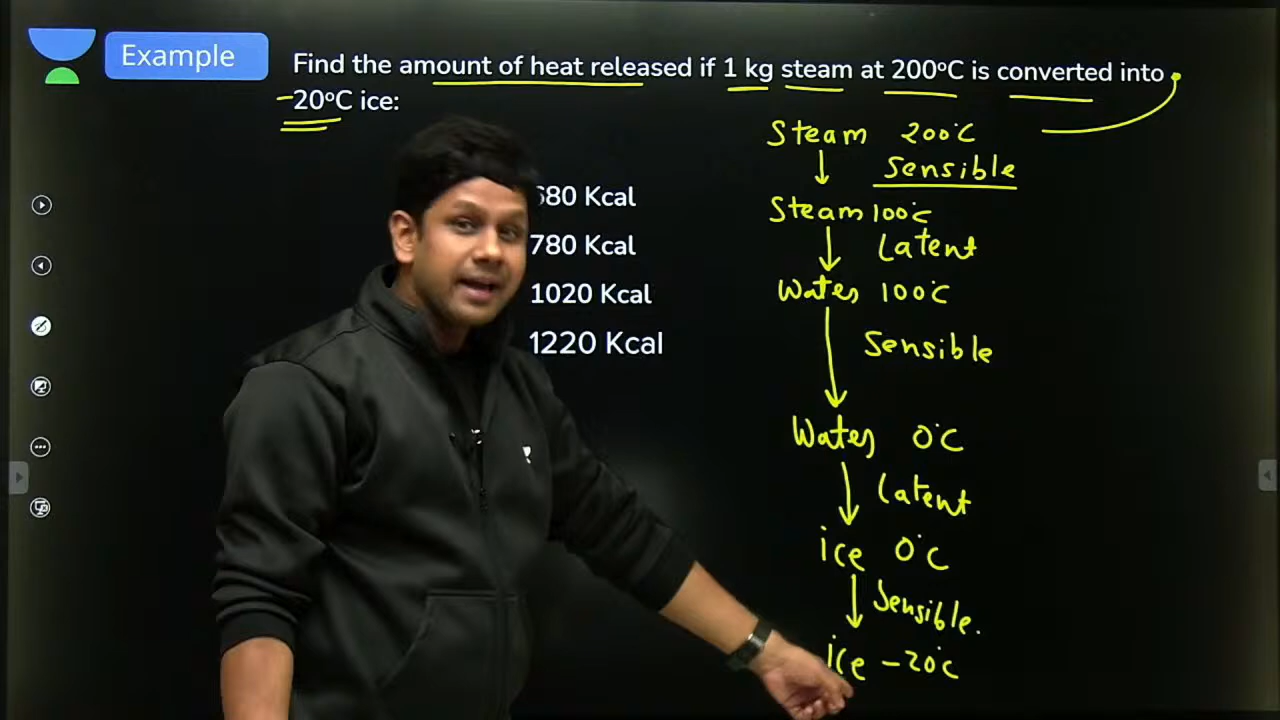 Example
Find the amount of heat released if 1 kg steam at 200°C is converted into
-20°C ice:
680 Kcal
780 Kcal
1020 Kcal
1220 Kcal
Steam 200°C
Sensible
Steam 100°C
Latent
Water 100°C
Sensible
Water 0°C
Latent
ice 0°C
Sensible.
ice -20°C